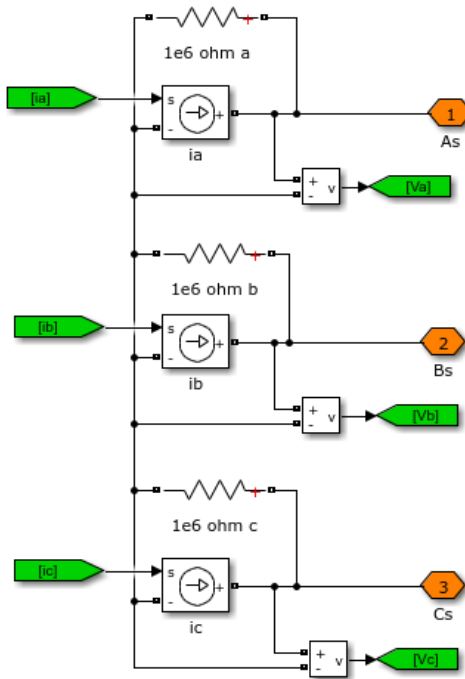 1e6 ohm a
[ia]
s
-
+
ia
1
As
+
-
v
[Va]
1e6 ohm b
[ib]
s
-
+
ib
2
Bs
+
-
v
[Vb]
1e6 ohm c
[ic]
s
-
+
ic
3
Cs
+
-
v
[Vc]